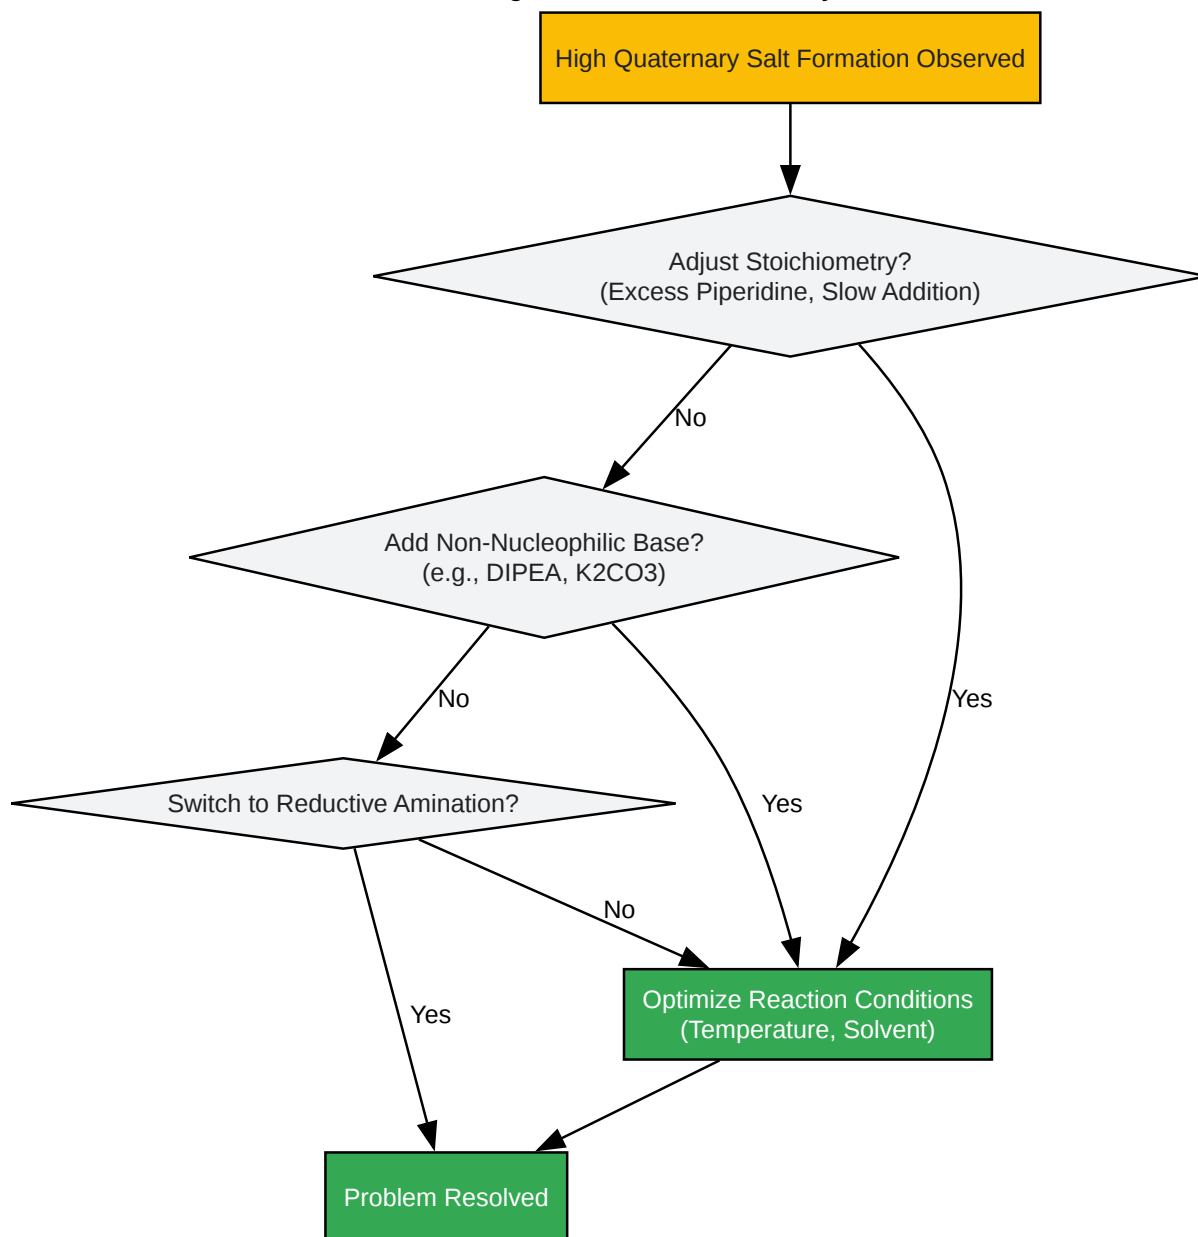 High Quaternary Salt Formation Observed
Adjust Stoichiometry?
(Excess Piperidine, Slow Addition)
No
Add Non-Nucleophilic Base?
(e.g., DIPEA, K2CO3)
No
Yes
Switch to Reductive Amination?
Yes
No
Optimize Reaction Conditions
(Temperature, Solvent)
Yes
Problem Resolved